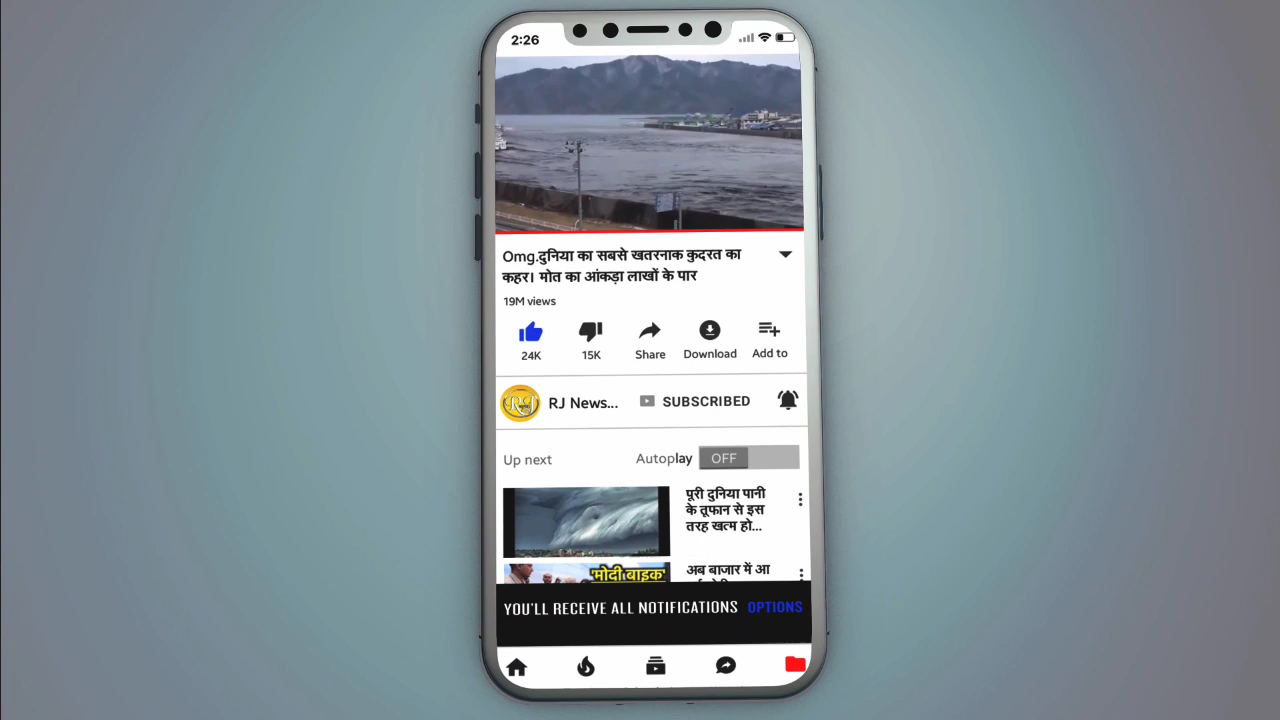 2:26
Omg.दुनिया का सबसे खतरनाक कुदरत का
कहर। मौत का आंकड़ा लाखों के पार
19M views
24K
15K
Share
Download
Add to
RJ
RJ News...
SUBSCRIBED
Up next
Autoplay
OFF
पूरी दुनिया पानी
के तूफान से इस
तरह खत्म हो...
'मोदी बाइक'
अब बाजार में आ
YOU'LL RECEIVE ALL NOTIFICATIONS OPTIONS